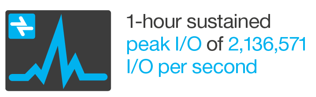 1-hour sustained
peak I/O of 2,136,571
I/O per second